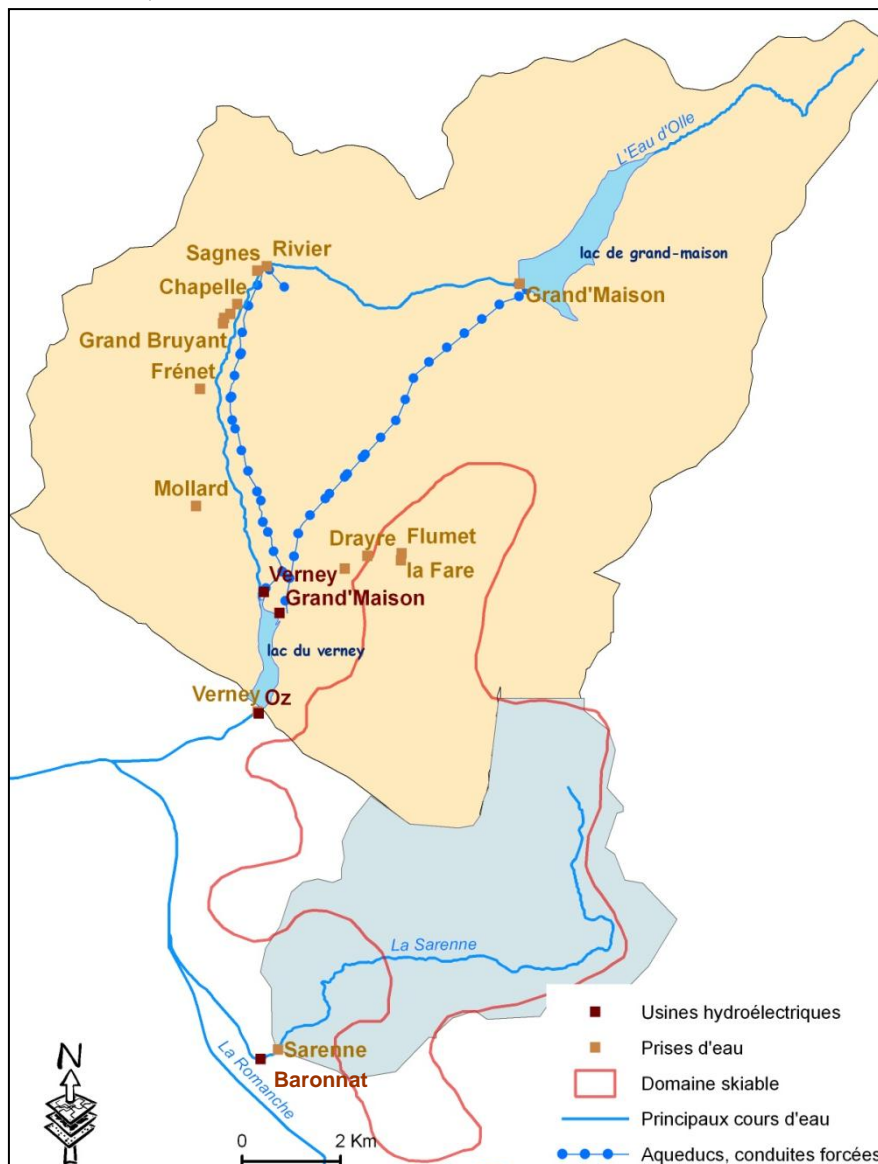 L'Eau d'Olle
lac de grand-maison
Sagnes
Rivier
Chapelle
Grand'Maison
Grand Bruyant
Frénet
Mollard
Drayre
Flumet
la Fare
Verney
Grand'Maison
lac du verney
Verney
Oz
La Sarenne
Sarenne
Baronnat
La Romanche
N
0 2 Km
Usines hydroélectriques
Prises d'eau
Domaine skiable
Principaux cours d'eau
Aqueducs, conduites forcées